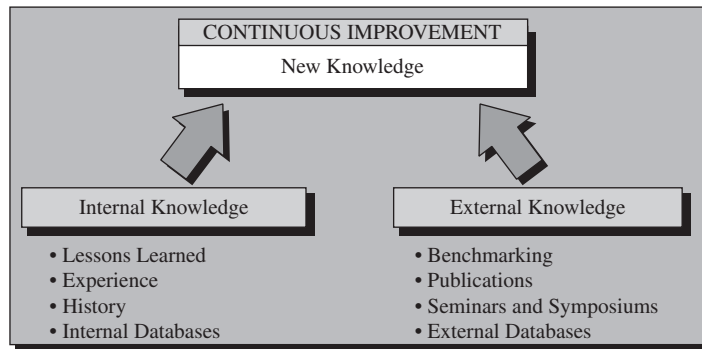 CONTINUOUS IMPROVEMENT
New Knowledge
Internal Knowledge
• Lessons Learned
• Experience
• History
• Internal Databases
External Knowledge
• Benchmarking
• Publications
• Seminars and Symposiums
• External Databases